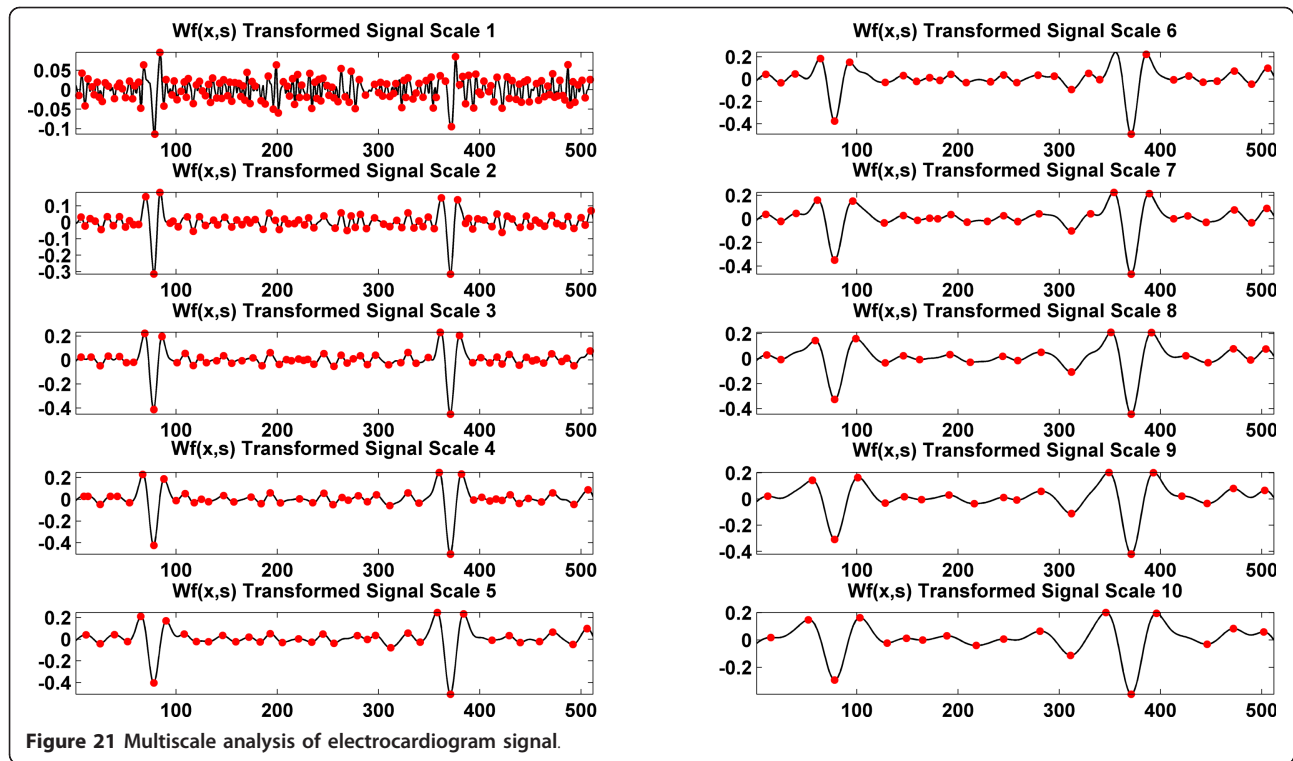 Wf(x,s) Transformed Signal Scale 1
0.05
0
-0.05
-0.1
100 200 300 400 500
Wf(x,s) Transformed Signal Scale 2
0.1
0
-0.1
-0.3
100 200 300 400 500
Wf(x,s) Transformed Signal Scale 3
0.2
0
-0.2
-0.4
100 200 300 400 500
Wf(x,s) Transformed Signal Scale 4
0.2
0
-0.2
-0.4
100 200 300 400 500
Wf(x,s) Transformed Signal Scale 5
0.2
0
-0.2
-0.4
100 200 300 400 500
Wf(x,s) Transformed Signal Scale 6
0.2
0
-0.2
-0.4
100 200 300 400 500
Wf(x,s) Transformed Signal Scale 7
0.2
0
-0.2
-0.4
100 200 300 400 500
Wf(x,s) Transformed Signal Scale 8
0.2
0
-0.2
-0.4
100 200 300 400 500
Wf(x,s) Transformed Signal Scale 9
0.2
0
-0.2
-0.4
100 200 300 400 500
Wf(x,s) Transformed Signal Scale 10
0.2
0
-0.2
100 200 300 400 500
Figure 21 Multiscale analysis of electrocardiogram signal.